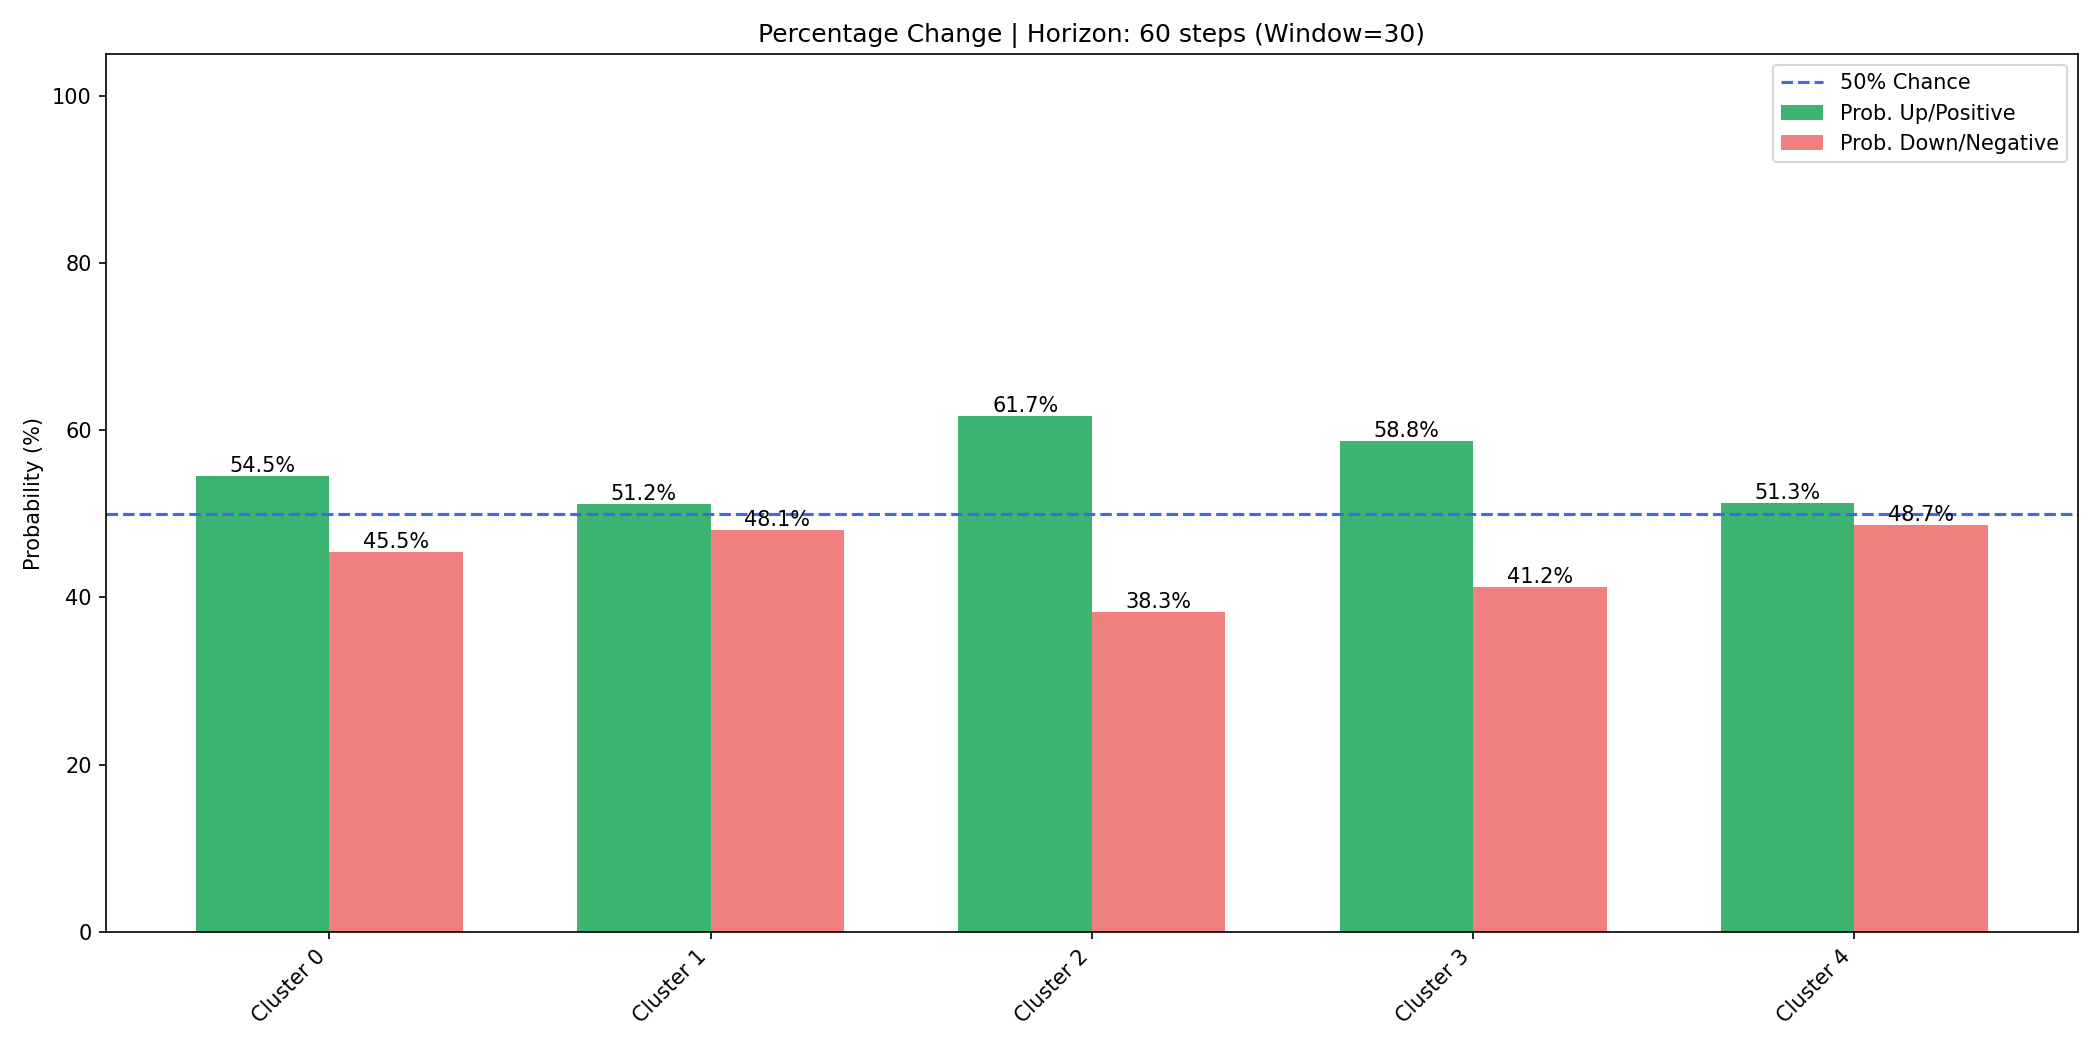 Percentage Change | Horizon: 60 steps (Window=30)
50% Chance
Prob. Up/Positive
Prob. Down/Negative
Probability (%)
100
80
60
40
20
0
54.5%
45.5%
51.2%
48.1%
61.7%
38.3%
58.8%
41.2%
51.3%
48.7%
Cluster 0
Cluster 1
Cluster 2
Cluster 3
Cluster 4